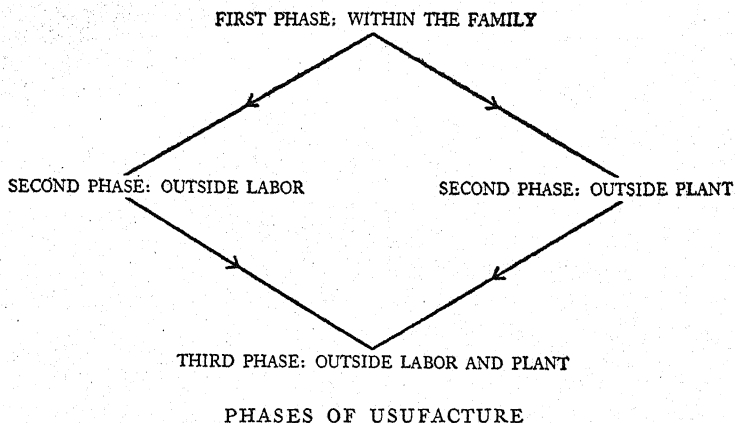 FIRST PHASE: WITHIN THE FAMILY
SECOND PHASE: OUTSIDE LABOR
SECOND PHASE: OUTSIDE PLANT
THIRD PHASE: OUTSIDE LABOR AND PLANT
PHASES OF USUFACTURE